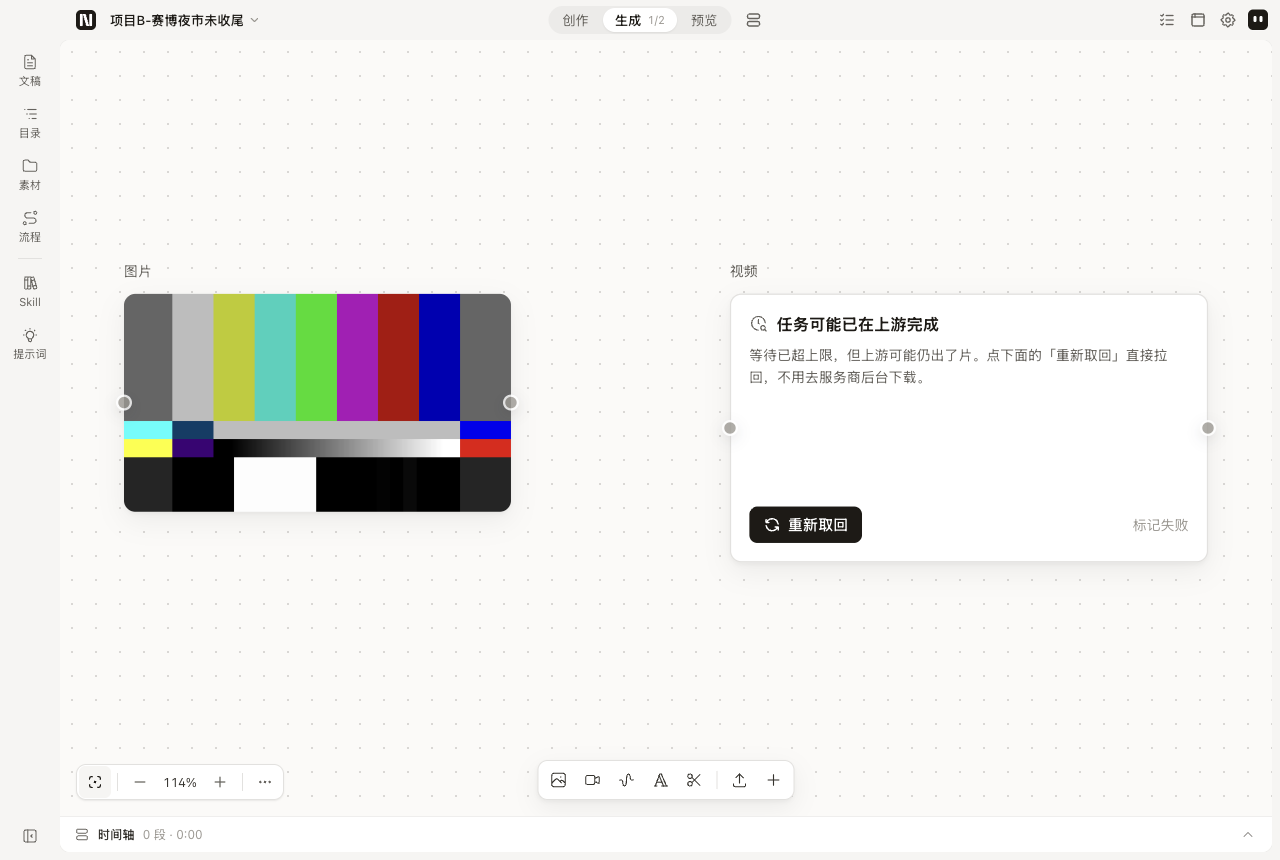 项目B-赛博夜市未收尾
创作
生成 1/2
预览
文稿
目录
素材
流程
Skill
提示词
图片
视频
任务可能已在上游完成
等待已超上限，但上游可能仍出了片。点下面的「重新取回」直接拉
回，不用去服务商后台下载。
重新取回
标记失败
114%
时间轴 0 段 · 0:00